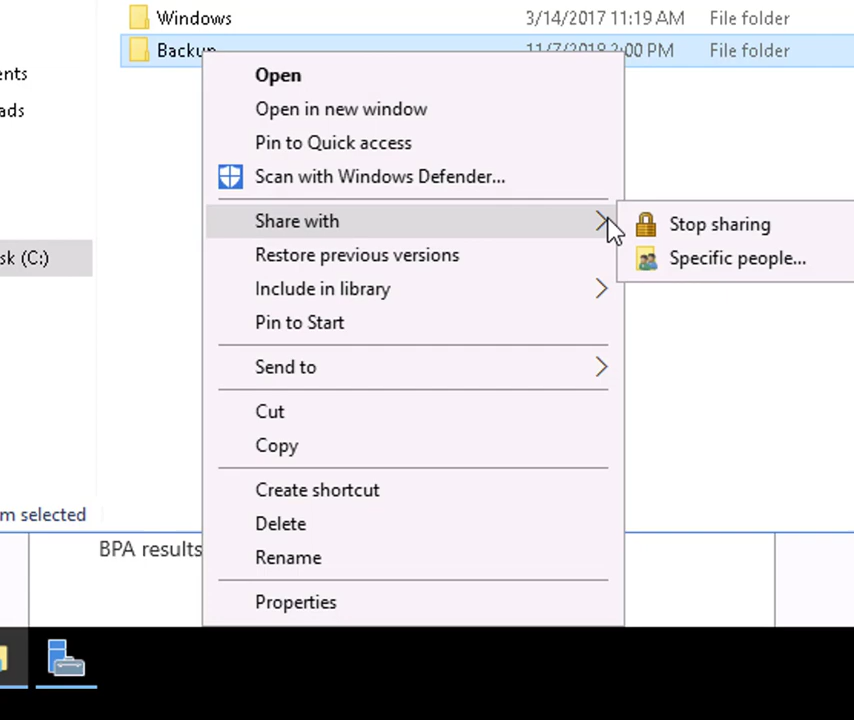 Windows 3/14/2017 11:19 AM File folder
Backup 11/7/2018 2:00 PM File folder
ents
Open
ads
Open in new window
Pin to Quick access
Scan with Windows Defender...
Share with
Stop sharing
sk (C:)
Restore previous versions
Specific people...
Include in library
Pin to Start
Send to
Cut
Copy
Create shortcut
m selected
Delete
BPA results
Rename
Properties